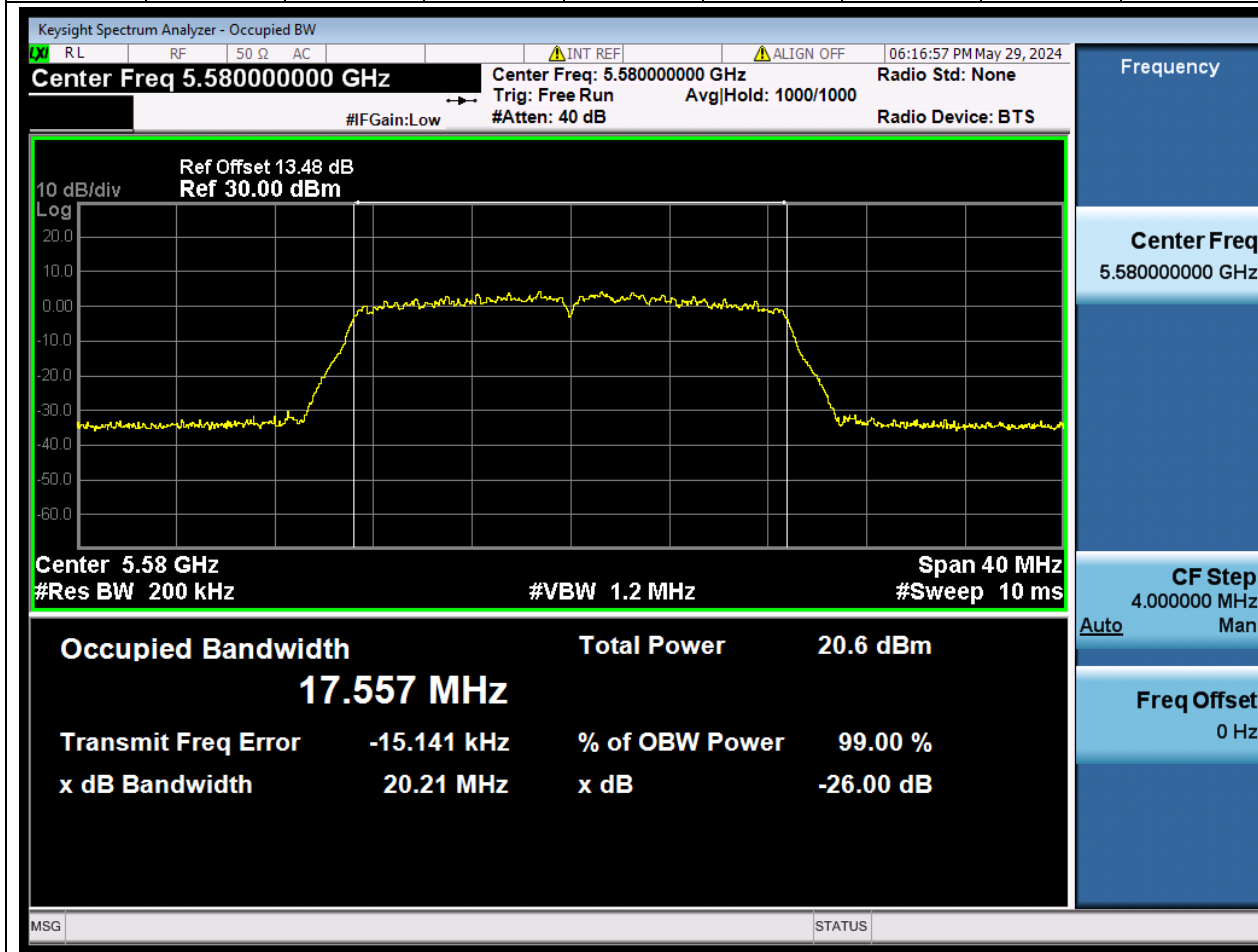 Keysight Spectrum Analyzer - Occupied BW
LXI RL RF 50 Ω AC INT REF ALIGN OFF 06:16:57 PM May 29, 2024
Center Freq 5.580000000 GHz
Center Freq: 5.580000000 GHz Radio Std: None
Trig: Free Run Avg|Hold: 1000/1000
#IFGain:Low #Atten: 40 dB Radio Device: BTS
Ref Offset 13.48 dB
10 dB/div Ref 30.00 dBm
Log
20.0
10.0
0.00
-10.0
-20.0
-30.0
-40.0
-50.0
-60.0
Center 5.58 GHz Span 40 MHz
#Res BW 200 kHz #VBW 1.2 MHz #Sweep 10 ms
Occupied Bandwidth Total Power 20.6 dBm
17.557 MHz
Transmit Freq Error -15.141 kHz % of OBW Power 99.00 %
x dB Bandwidth 20.21 MHz x dB -26.00 dB
MSG STATUS
Frequency
Center Freq
5.580000000 GHz
CF Step
4.000000 MHz
Auto Man
Freq Offset
0 Hz